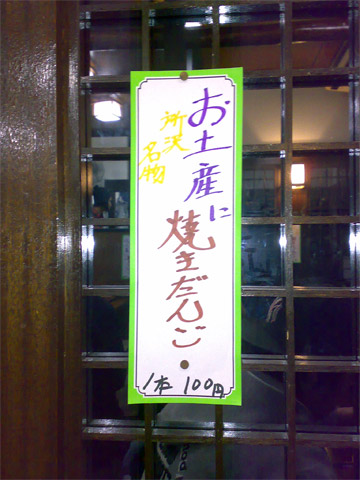 お土産に
所沢
名物
焼きだんご
1本 100円